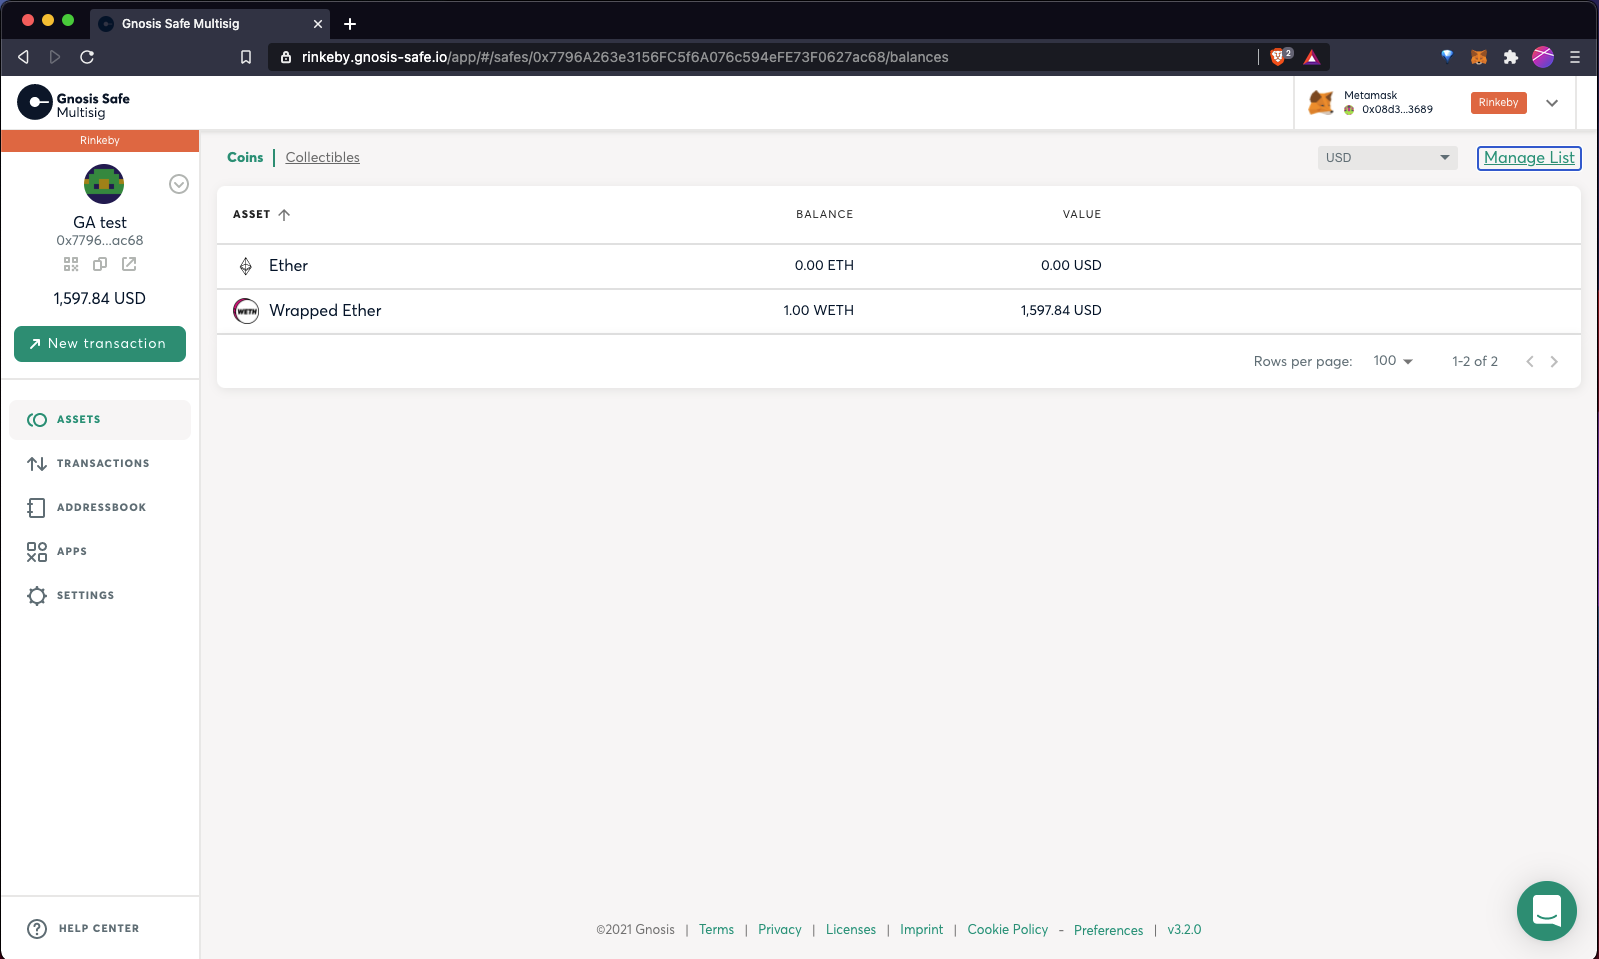 Gnosis Safe Multisig
rinkeby.gnosis-safe.io/app/#/safes/0x7796A263e3156FC5f6A076c594eFE73F0627ac68/balances
2
Gnosis Safe
Multisig
Metamask
0x08d3...3689
Rinkeby
Rinkeby
GA test
0x7796...ac68
1,597.84 USD
New transaction
ASSETS
TRANSACTIONS
ADDRESSBOOK
APPS
SETTINGS
HELP CENTER
Coins
Collectibles
USD
Manage List
ASSET BALANCE VALUE
Ether 0.00 ETH 0.00 USD
WETH Wrapped Ether 1.00 WETH 1,597.84 USD
Rows per page: 100 1-2 of 2
©2021 Gnosis | Terms | Privacy | Licenses | Imprint | Cookie Policy - Preferences | v3.2.0